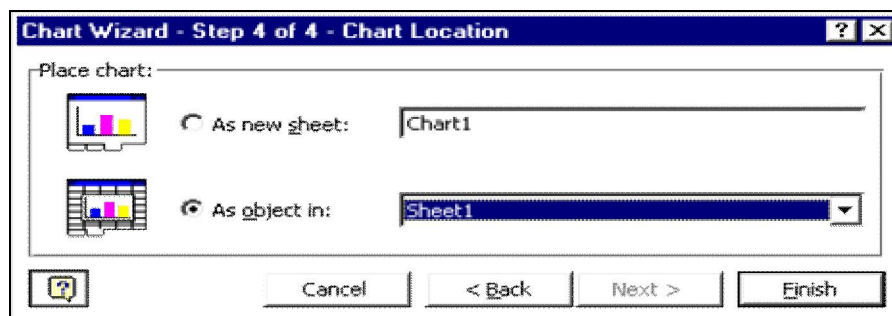 Chart Wizard - Step 4 of 4 - Chart Location
Place chart:
As new sheet: Chart1
As object in: Sheet1
Cancel < Back Next > Finish